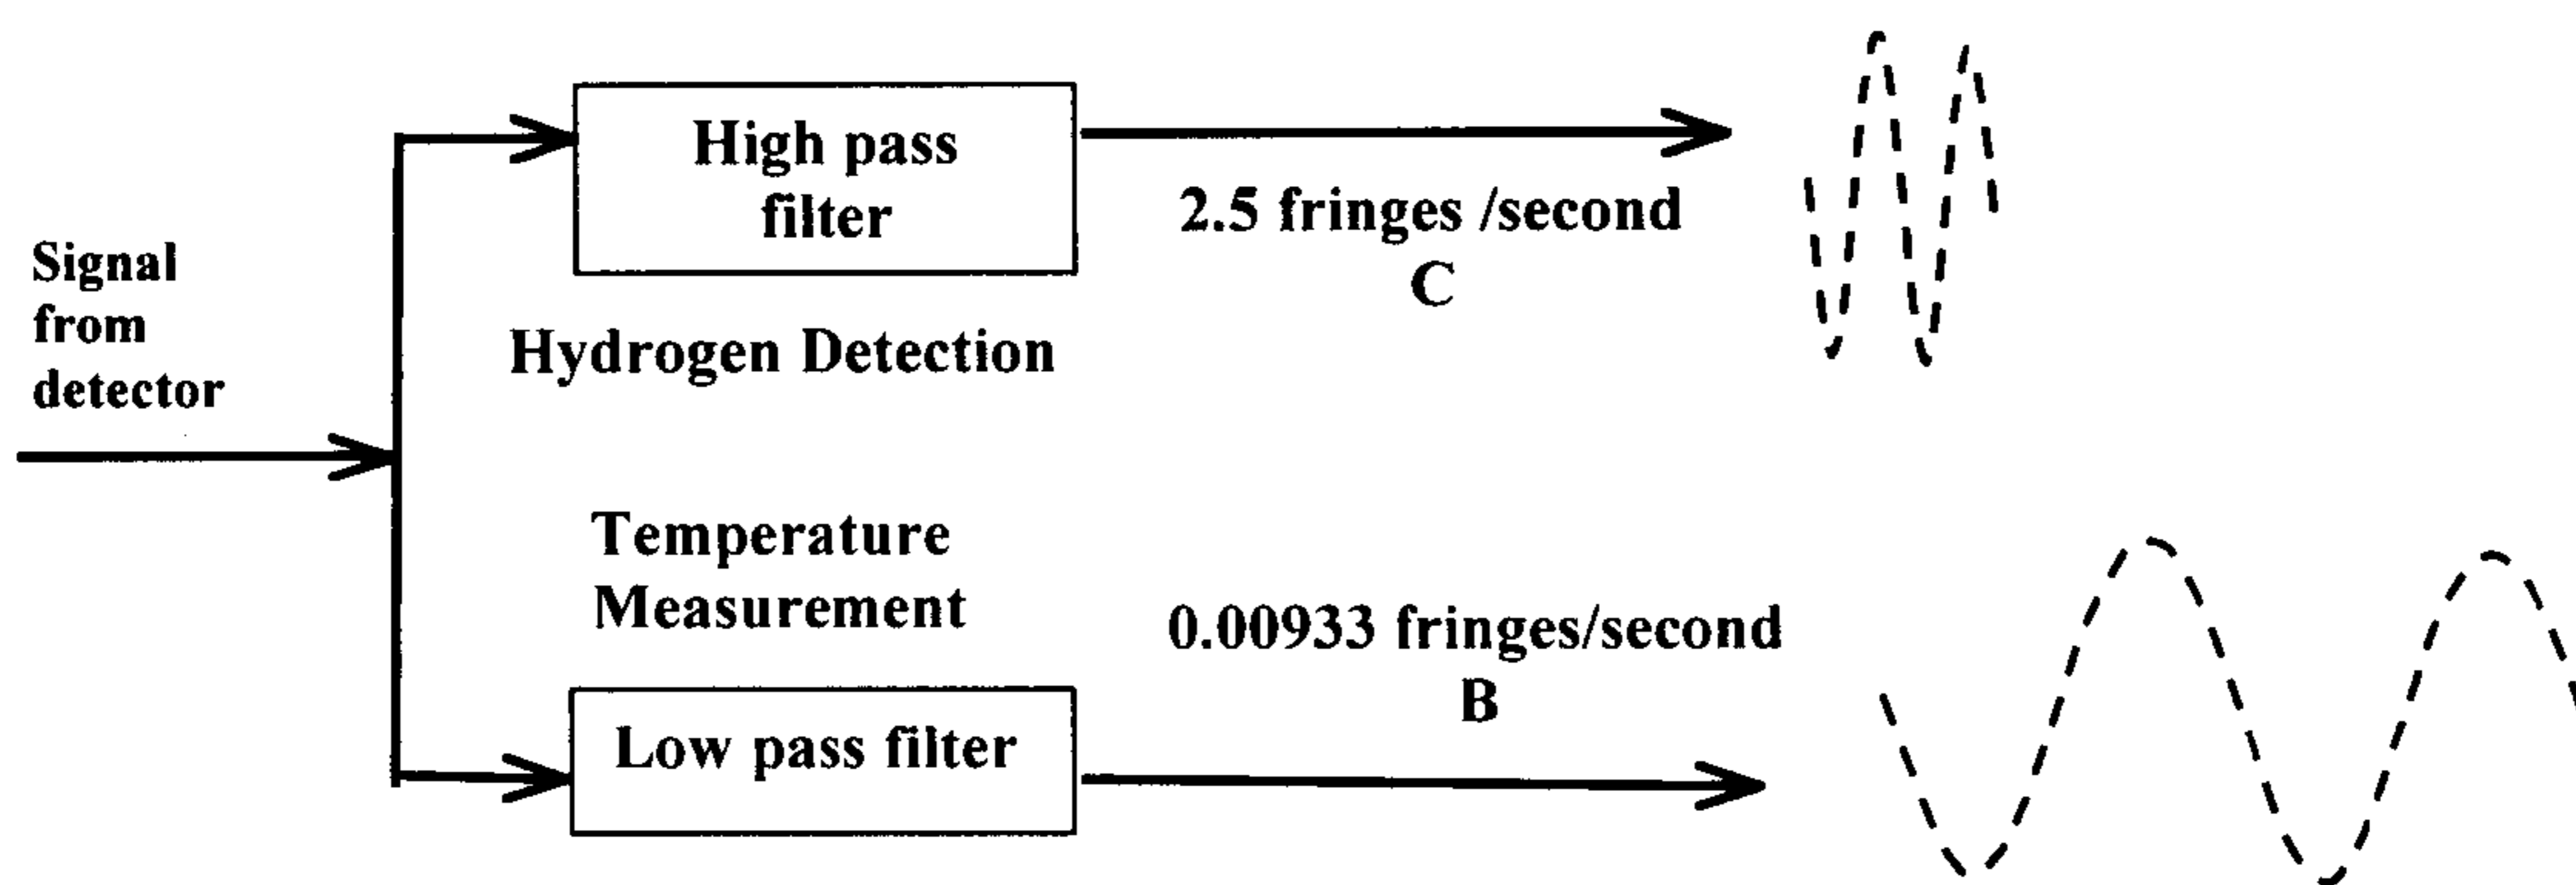 High pass
filter
2.5 fringes /second
C
Signal
from
detector
Hydrogen Detection
Temperature
Measurement
0.00933 fringes/second
B
Low pass filter